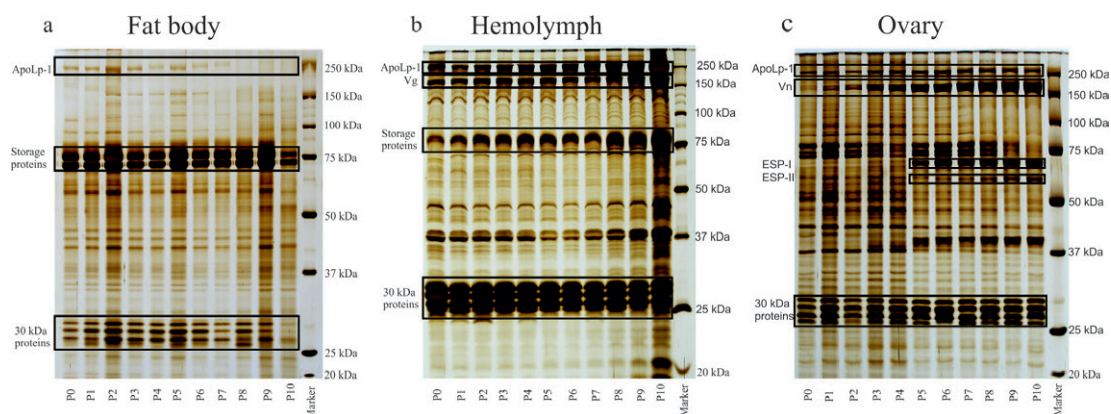 a
Fat body
ApoLp-1
Storage
proteins
30 kDa
proteins
250 kDa
150 kDa
100 kDa
75 kDa
50 kDa
37 kDa
25 kDa
20 kDa
P0 P1 P2 P3 P4 P5 P6 P7 P8 P9 P10 Marker
b
Hemolymph
ApoLp-1
Vg
Storage
proteins
30 kDa
proteins
250 kDa
150 kDa
100 kDa
75 kDa
50 kDa
37 kDa
25 kDa
20 kDa
P0 P1 P2 P3 P4 P5 P6 P7 P8 P9 P10 Marker
c
Ovary
ApoLp-1
Vn
ESP-I
ESP-II
30 kDa
proteins
250 kDa
150 kDa
100 kDa
75 kDa
50 kDa
37 kDa
25 kDa
20 kDa
P0 P1 P2 P3 P4 P5 P6 P7 P8 P9 P10 Marker